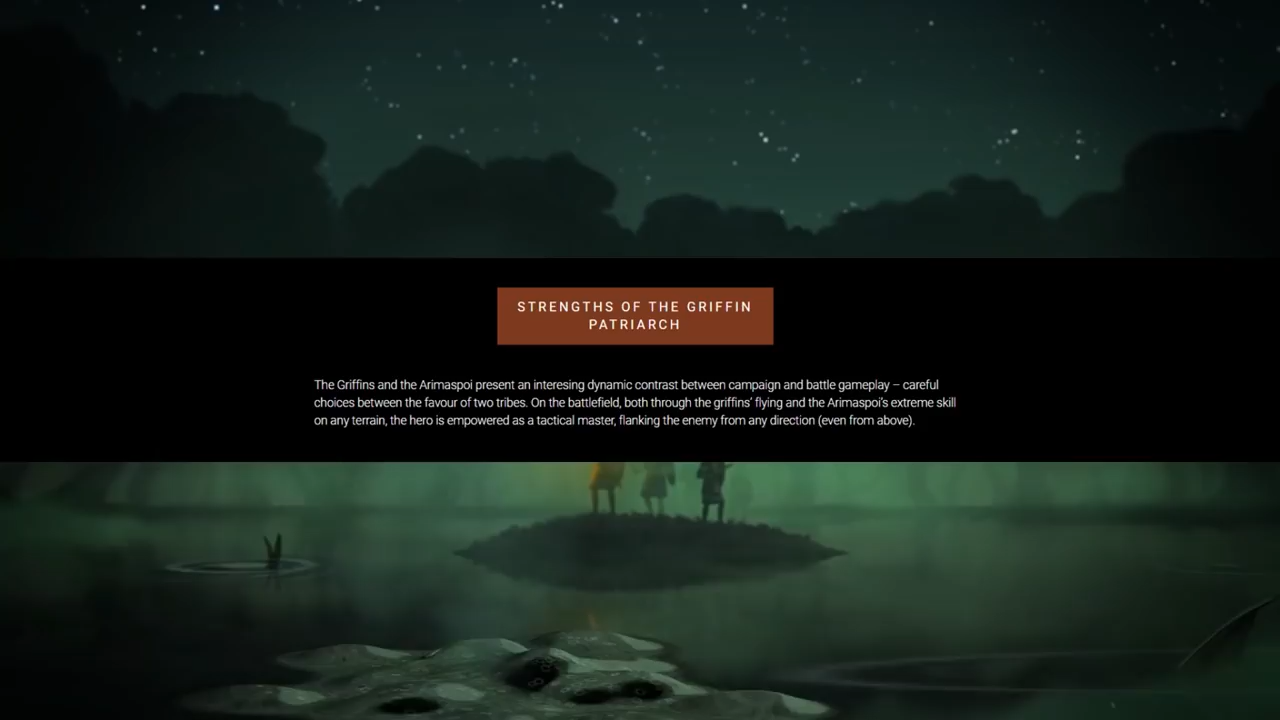 STRENGTHS OF THE GRIFFIN
PATRIARCH
The Griffins and the Arimaspoi present an interesing dynamic contrast between campaign and battle gameplay – careful
choices between the favour of two tribes. On the battlefield, both through the griffins’ flying and the Arimaspoi’s extreme skill
on any terrain, the hero is empowered as a tactical master, flanking the enemy from any direction (even from above).